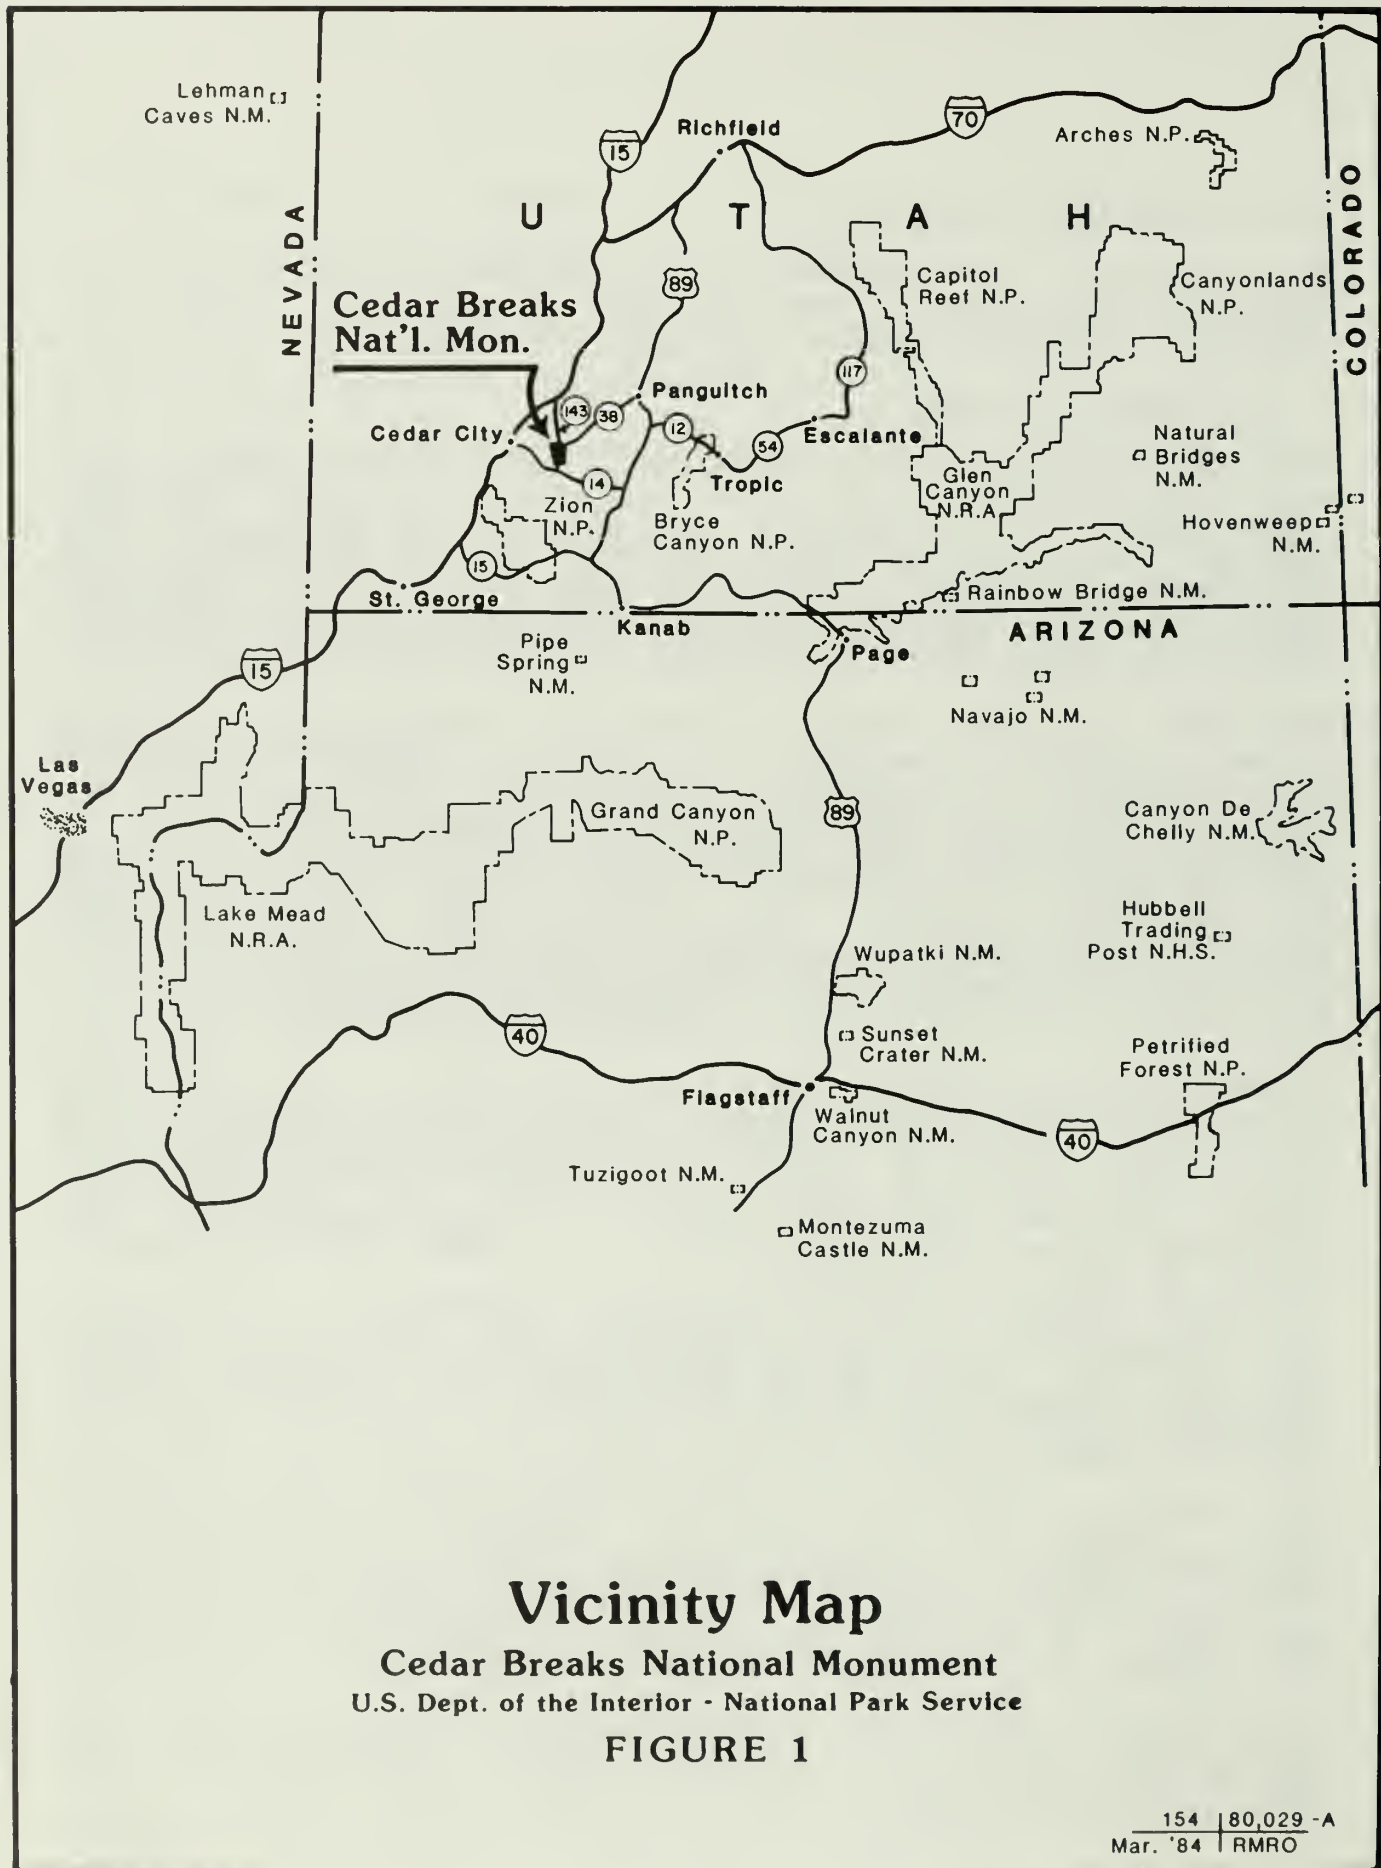 Lehman
Caves N.M.
Richfield
15
70
Arches N.P.
NEVADA
U T A H
COLORADO
89
Capitol
Reef N.P.
Canyonlands
N.P.
Cedar Breaks
Nat'l. Mon.
117
Panguitch
143
38
12
Cedar City
54
Escalante
Natural
Bridges
N.M.
14
Tropic
Glen
Canyon
N.R.A
Zion
N.P.
Bryce
Canyon N.P.
Hovenweep
N.M.
15
St. George
Rainbow Bridge N.M.
Kanab
ARIZONA
Pipe
Spring
N.M.
Page
15
Navajo N.M.
Las
Vegas
Grand Canyon
N.P.
89
Canyon De
Chelly N.M.
Lake Mead
N.R.A.
Hubbell
Trading
Post N.H.S.
Wupatki N.M.
40
Sunset
Crater N.M.
Petrified
Forest N.P.
Flagstaff
Walnut
Canyon N.M.
40
Tuzigoot N.M.
Montezuma
Castle N.M.
Vicinity Map
Cedar Breaks National Monument
U.S. Dept. of the Interior - National Park Service
FIGURE 1
154 80,029 -A
Mar. '84 RMRO